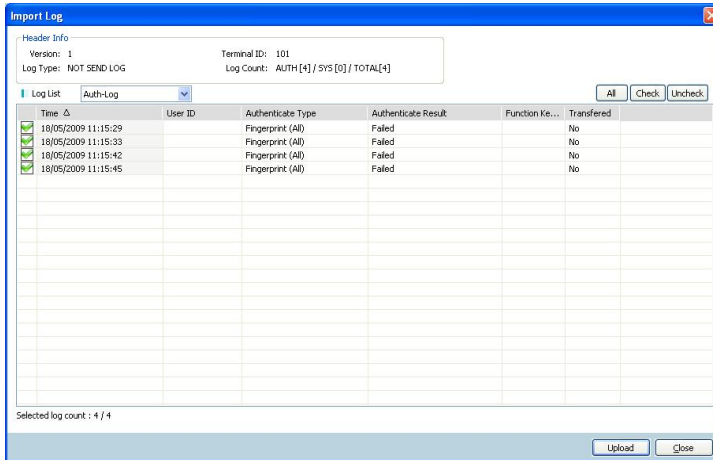 Import Log
Header Info
Version: 1 Terminal ID: 101
Log Type: NOT SEND LOG Log Count: AUTH [4] / SYS [0] / TOTAL[4]
Log List Auth-Log All Check Uncheck
Time User ID Authenticate Type Authenticate Result Function Ke... Transfered
18/05/2009 11:15:29 Fingerprint (All) Failed No
18/05/2009 11:15:33 Fingerprint (All) Failed No
18/05/2009 11:15:42 Fingerprint (All) Failed No
18/05/2009 11:15:45 Fingerprint (All) Failed No
Selected log count : 4 / 4
Upload Close